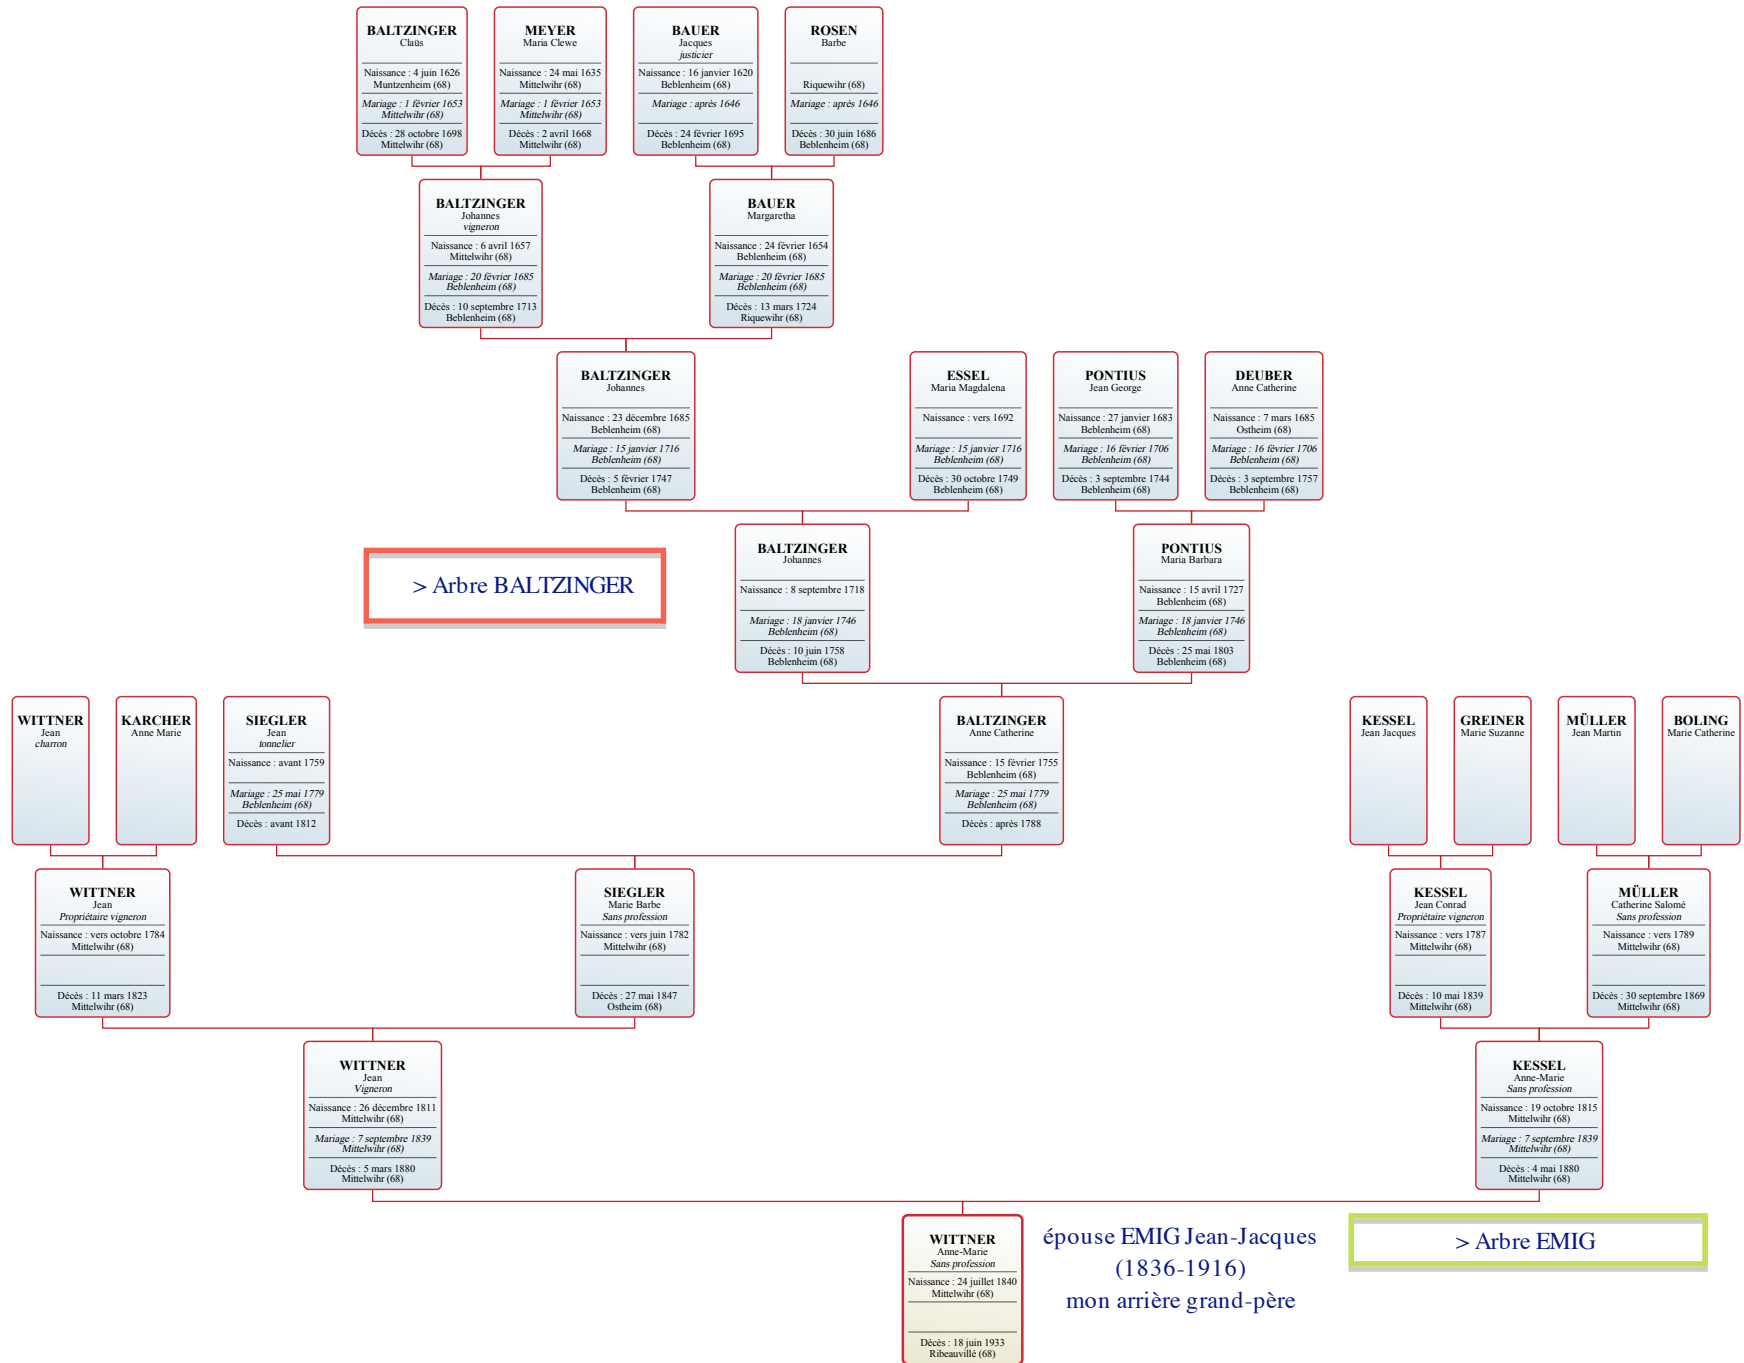 BALTZINGER
Claüs
Naissance : 4 juin 1626
Muntzenheim (68)
Mariage : 1 février 1653
Mittelwihr (68)
Décès : 28 octobre 1698
Mittelwihr (68)
MEYER
Maria Clewe
Naissance : 24 mai 1635
Mittelwihr (68)
Mariage : 1 février 1653
Mittelwihr (68)
Décès : 2 avril 1668
Mittelwihr (68)
BAUER
Jacques
justicier
Naissance : 16 janvier 1620
Beblenheim (68)
Mariage : après 1646
Décès : 24 février 1695
Beblenheim (68)
ROSEN
Barbe
Riquewihr (68)
Mariage : après 1646
Décès : 30 juin 1686
Beblenheim (68)
BALTZINGER
Johannes
vigneron
Naissance : 6 avril 1657
Mittelwihr (68)
Mariage : 20 février 1685
Beblenheim (68)
Décès : 10 septembre 1713
Beblenheim (68)
BAUER
Margaretha
Naissance : 24 février 1654
Beblenheim (68)
Mariage : 20 février 1685
Beblenheim (68)
Décès : 13 mars 1724
Riquewihr (68)
BALTZINGER
Johannes
Naissance : 23 décembre 1685
Beblenheim (68)
Mariage : 15 janvier 1716
Beblenheim (68)
Décès : 5 février 1747
Beblenheim (68)
ESSEL
Maria Magdalena
Naissance : vers 1692
Mariage : 15 janvier 1716
Beblenheim (68)
Décès : 30 octobre 1749
Beblenheim (68)
PONTIUS
Jean George
Naissance : 27 janvier 1683
Beblenheim (68)
Mariage : 16 février 1706
Beblenheim (68)
Décès : 3 septembre 1744
Beblenheim (68)
DEUBER
Anne Catherine
Naissance : 7 mars 1685
Ostheim (68)
Mariage : 16 février 1706
Beblenheim (68)
Décès : 3 septembre 1757
Beblenheim (68)
> Arbre BALTZINGER
BALTZINGER
Johannes
Naissance : 8 septembre 1718
Mariage : 18 janvier 1746
Beblenheim (68)
Décès : 10 juin 1758
Beblenheim (68)
PONTIUS
Maria Barbara
Naissance : 15 avril 1727
Beblenheim (68)
Mariage : 18 janvier 1746
Beblenheim (68)
Décès : 25 mai 1803
Beblenheim (68)
WITTNER
Jean
charron
KARCHER
Anne Marie
SIEGLER
Jean
tonnelier
Naissance : avant 1759
Mariage : 25 mai 1779
Beblenheim (68)
Décès : avant 1812
BALTZINGER
Anne Catherine
Naissance : 15 février 1755
Beblenheim (68)
Mariage : 25 mai 1779
Beblenheim (68)
Décès : après 1788
KESSEL
Jean Jacques
GREINER
Marie Suzanne
MÜLLER
Jean Martin
BOLING
Marie Catherine
WITTNER
Jean
Propriétaire vigneron
Naissance : vers octobre 1784
Mittelwihr (68)
Décès : 11 mars 1823
Mittelwihr (68)
SIEGLER
Marie Barbe
Sans profession
Naissance : vers juin 1782
Mittelwihr (68)
Décès : 27 mai 1847
Ostheim (68)
KESSEL
Jean Conrad
Propriétaire vigneron
Naissance : vers 1787
Mittelwihr (68)
Décès : 10 mai 1839
Mittelwihr (68)
MÜLLER
Catherine Salomé
Sans profession
Naissance : vers 1789
Mittelwihr (68)
Décès : 30 septembre 1869
Mittelwihr (68)
WITTNER
Jean
Vigneron
Naissance : 26 décembre 1811
Mittelwihr (68)
Mariage : 7 septembre 1839
Mittelwihr (68)
Décès : 5 mars 1880
Mittelwihr (68)
KESSEL
Anne-Marie
Sans profession
Naissance : 19 octobre 1815
Mittelwihr (68)
Mariage : 7 septembre 1839
Mittelwihr (68)
Décès : 4 mai 1880
Mittelwihr (68)
WITTNER
Anne-Marie
Sans profession
Naissance : 24 juillet 1840
Mittelwihr (68)
Décès : 18 juin 1933
Ribeauvillé (68)
épouse EMIG Jean-Jacques
(1836-1916)
mon arrière grand-père
> Arbre EMIG